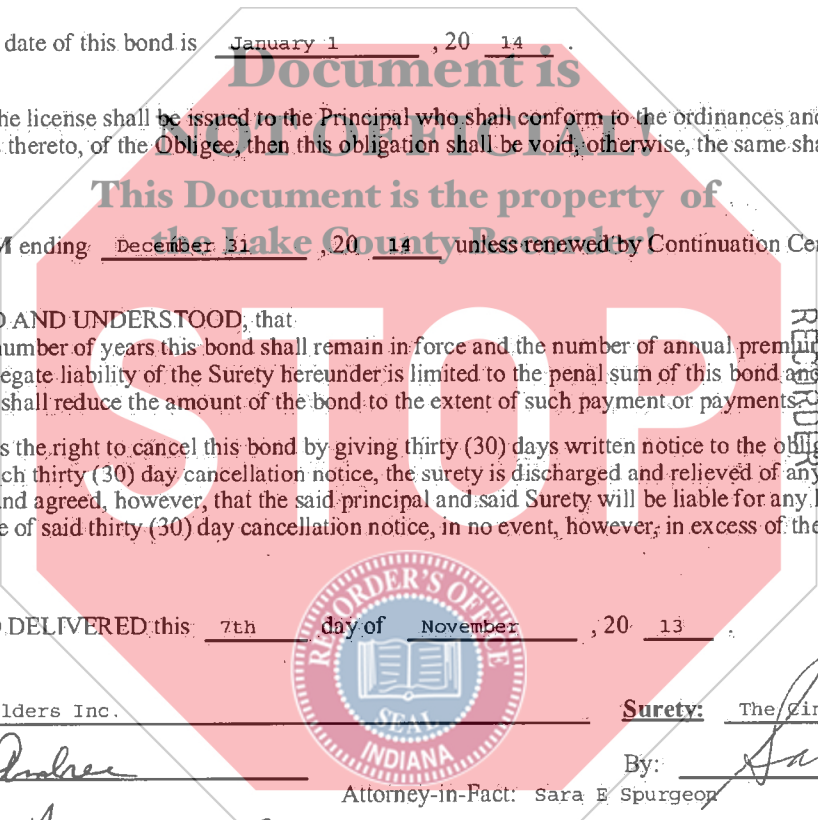 date of this bond is January 1, 20 14.
Document is
he license shall be issued to the Principal who shall conform to the ordinances and
NOT OFFICIAL!
thereto, of the Obligee, then this obligation shall be void, otherwise, the same sha
This Document is the property of
the Lake County Recorder!
M ending December 31, 20 14 unless renewed by Continuation Cer
D AND UNDERSTOOD, that
number of years this bond shall remain in force and the number of annual premiu
egate liability of the Surety hereunder is limited to the penal sum of this bond and
shall reduce the amount of the bond to the extent of such payment or payments.
RECORDER
STOP
s the right to cancel this bond by giving thirty (30) days written notice to the oblig
ch thirty (30) day cancellation notice, the surety is discharged and relieved of any
and agreed, however, that the said principal and said Surety will be liable for any l
e of said thirty (30) day cancellation notice, in no event, however, in excess of the
D DELIVERED this 7th day of November, 20 13.
RECORDER'S OFFICE
SEAL
INDIANA
lders Inc.
Surety: The Cin
By:
Attorney-in-Fact: Sara E Spurgeon